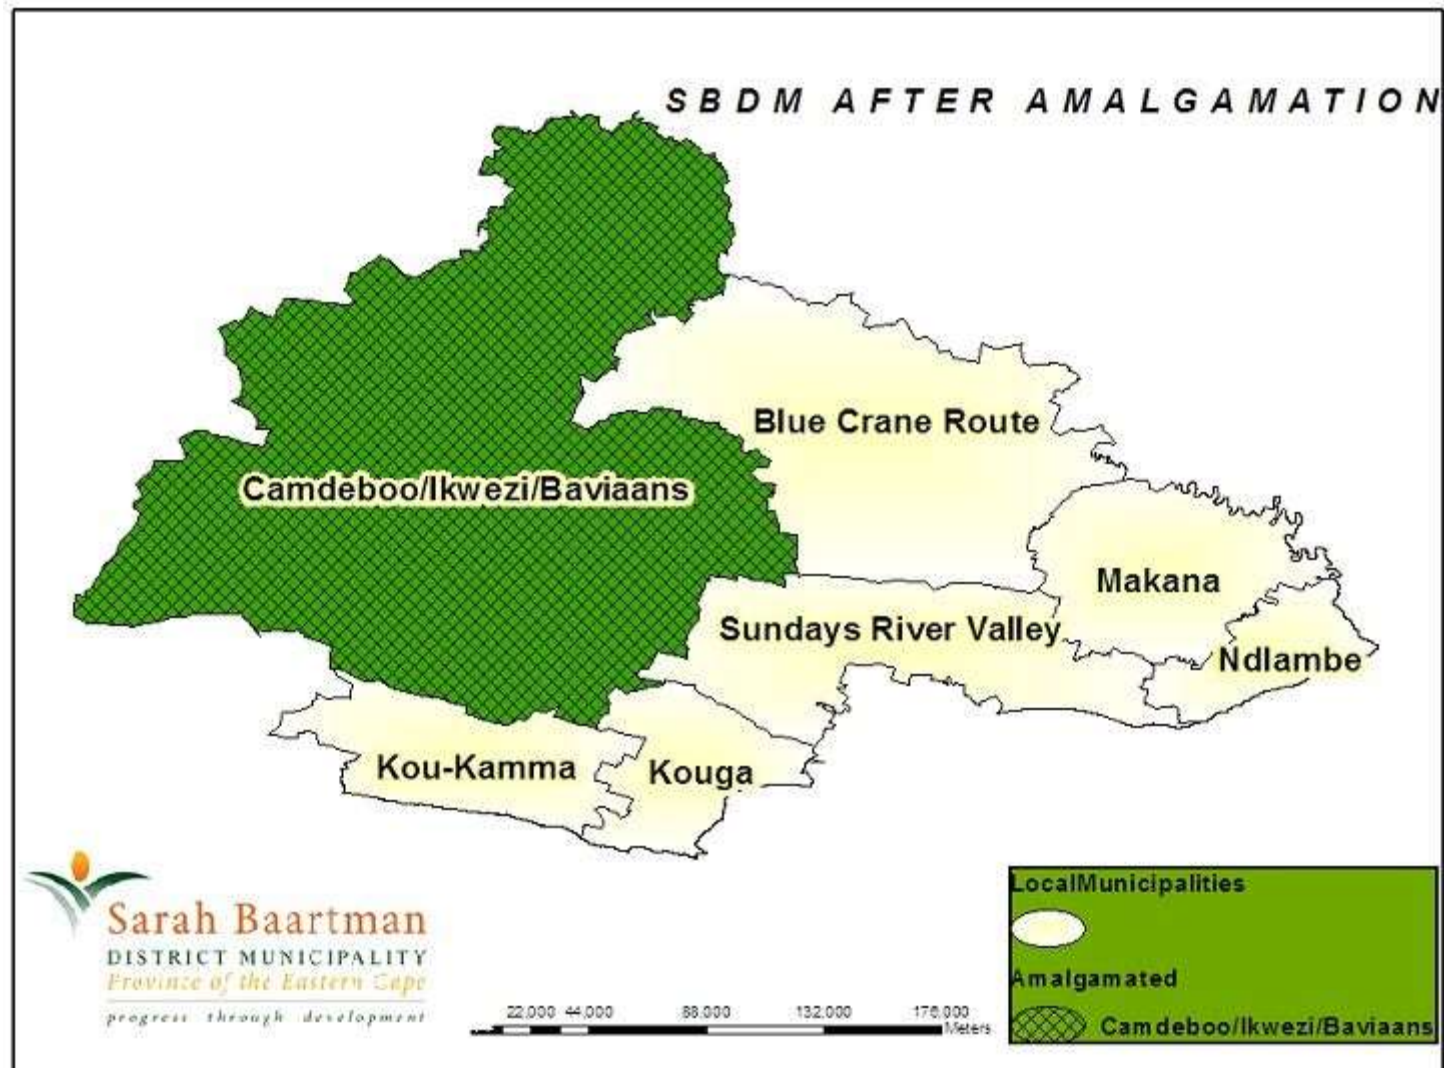 SBDM AFTER AMALGAMATION
Blue Crane Route
Camdeboo/Ikwezi/Baviaans
Makana
Sundays River Valley
Ndlambe
Kou-Kamma
Kouga
Sarah Baartman
DISTRICT MUNICIPALITY
Province of the Eastern Cape
progress through development
22,000 44,000 88,000 132,000 176,000
Meters
LocalMunicipalities
Amalgamated
Camdeboo/Ikwezi/Baviaans